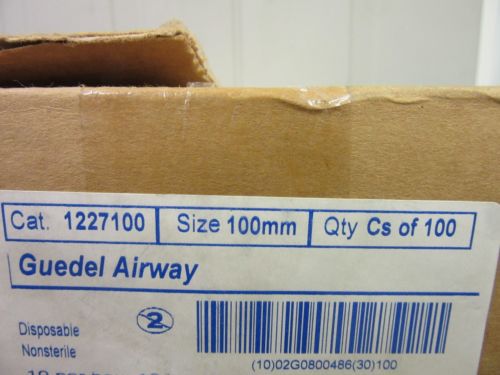 Cat. 1227100 Size 100mm Qty Cs of 100
Guedel Airway
Disposable 2
Nonsterile
(10)02G0800486(30)100